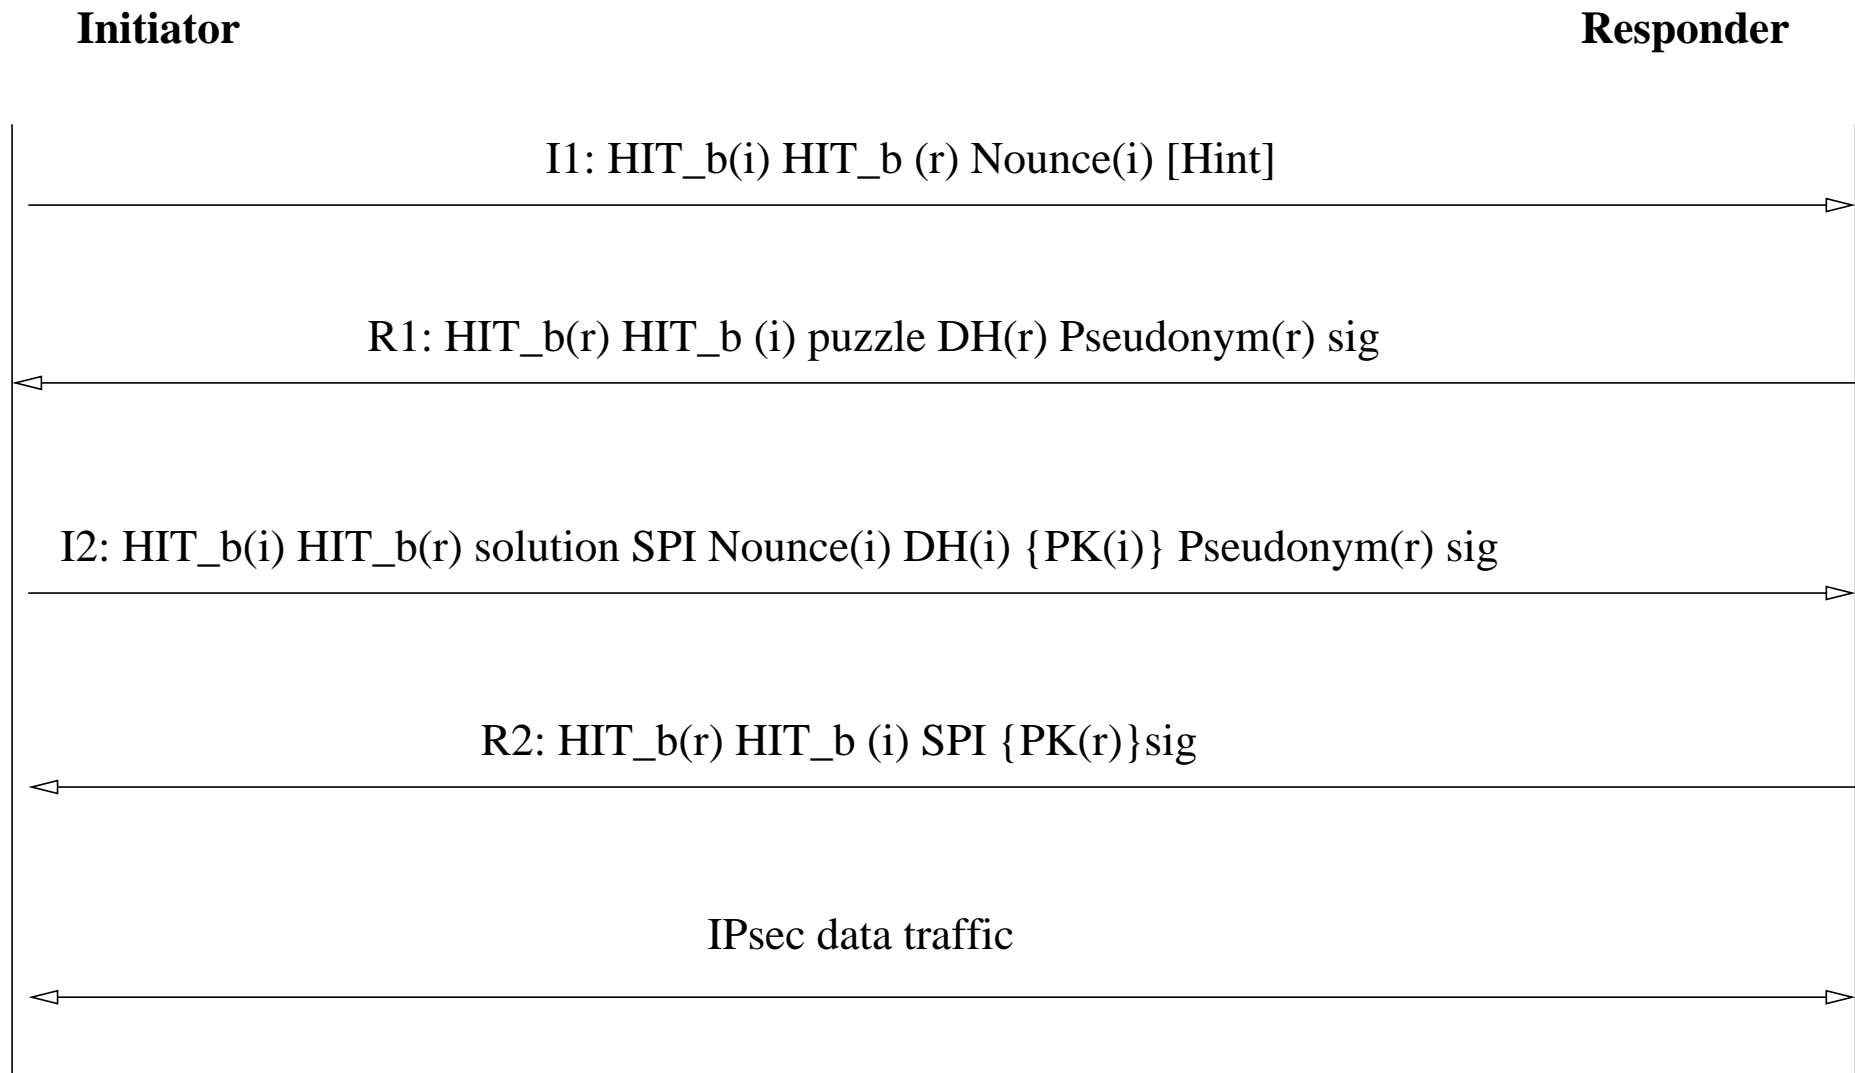 Initiator
Responder
I1: HIT_b(i) HIT_b (r) Nounce(i) [Hint]
R1: HIT_b(r) HIT_b (i) puzzle DH(r) Pseudonym(r) sig
I2: HIT_b(i) HIT_b(r) solution SPI Nounce(i) DH(i) {PK(i)} Pseudonym(r) sig
R2: HIT_b(r) HIT_b (i) SPI {PK(r)}sig
IPsec data traffic